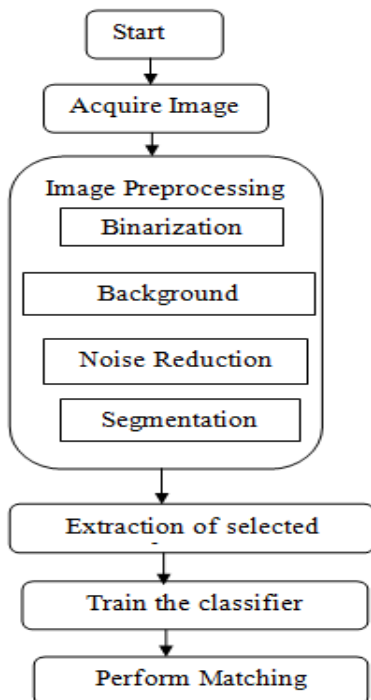 Start
Acquire Image
Image Preprocessing
Binarization
Background
Noise Reduction
Segmentation
Extraction of selected
Train the classifier
Perform Matching